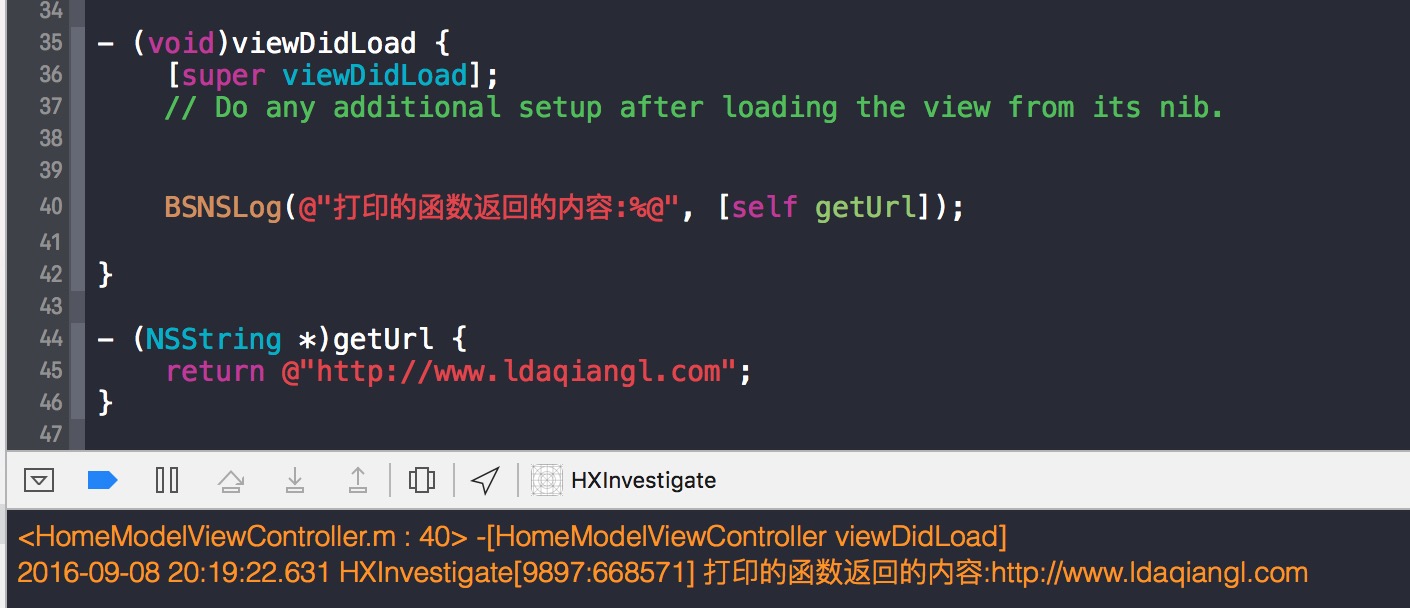 34
35 - (void)viewDidLoad {
36 [super viewDidLoad];
37 // Do any additional setup after loading the view from its nib.
38
39
40 BSNSLog(@"打印的函数返回的内容:%@", [self getUrl]);
41
42 }
43
44 - (NSString *)getUrl {
45 return @"http://www.ldaqiangl.com";
46 }
47
HXInvestigate
<HomeModelViewController.m : 40> -[HomeModelViewController viewDidLoad]
2016-09-08 20:19:22.631 HXInvestigate[9897:668571] 打印的函数返回的内容:http://www.ldaqiangl.com